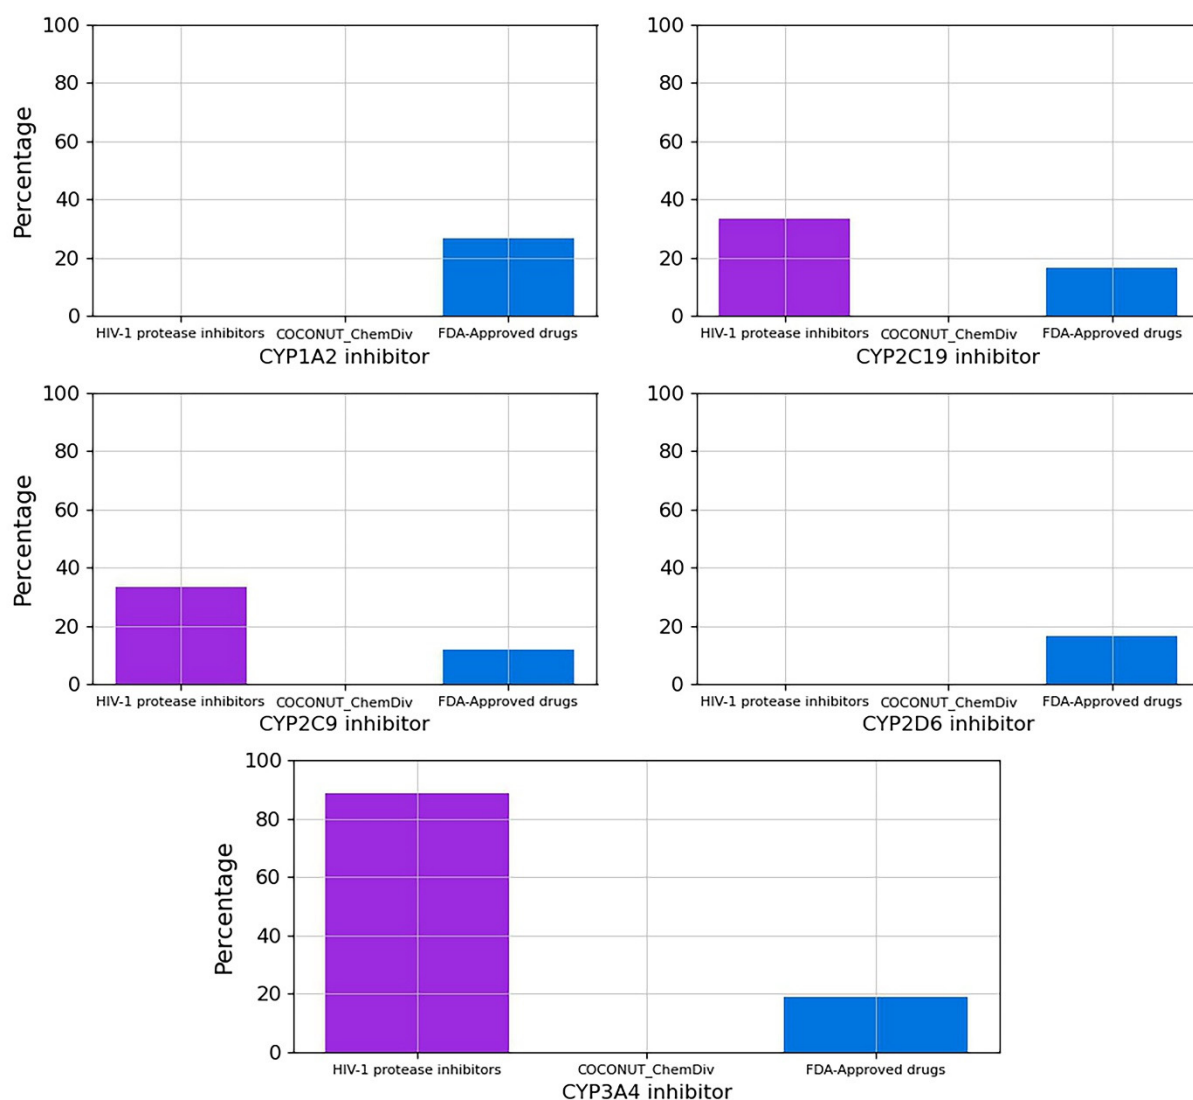 100
80
60
40
20
0
Percentage
HIV-1 protease inhibitors COCONUT_ChemDiv FDA-Approved drugs
CYP1A2 inhibitor
100
80
60
40
20
0
HIV-1 protease inhibitors COCONUT_ChemDiv FDA-Approved drugs
CYP2C19 inhibitor
100
80
60
40
20
0
Percentage
HIV-1 protease inhibitors COCONUT_ChemDiv FDA-Approved drugs
CYP2C9 inhibitor
100
80
60
40
20
0
HIV-1 protease inhibitors COCONUT_ChemDiv FDA-Approved drugs
CYP2D6 inhibitor
100
80
60
40
20
0
Percentage
HIV-1 protease inhibitors COCONUT_ChemDiv FDA-Approved drugs
CYP3A4 inhibitor